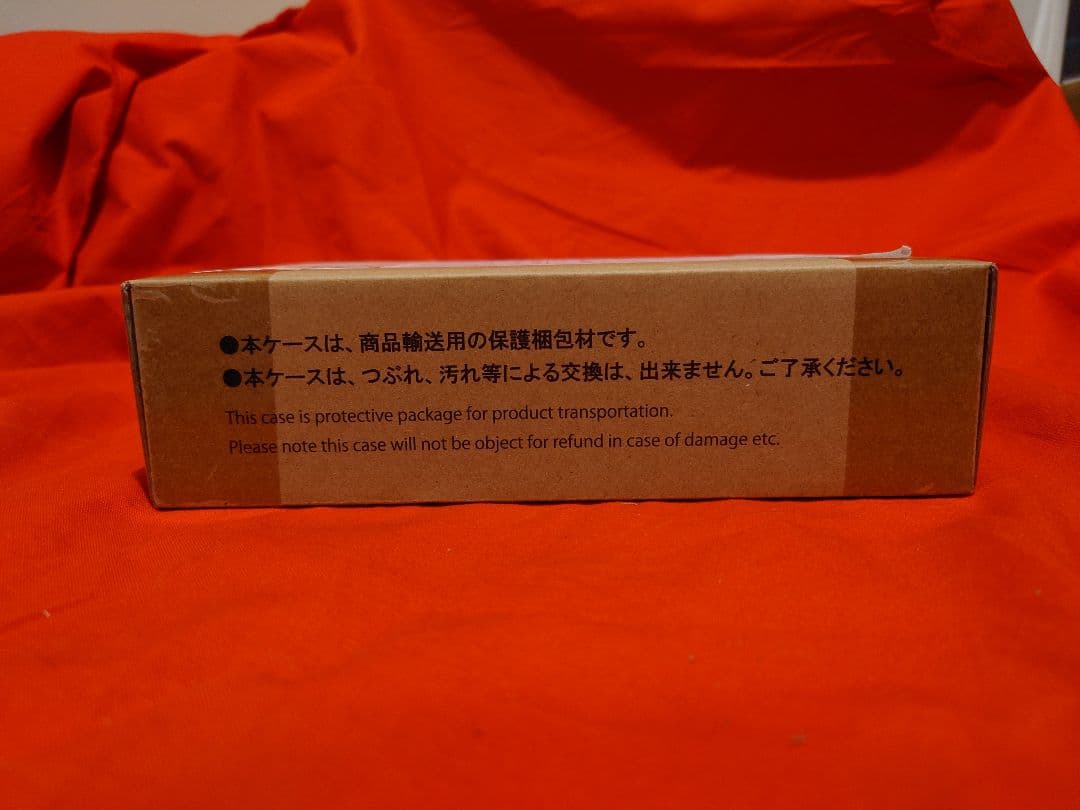 ●本ケースは、商品輸送用の保護梱包材です。
●本ケースは、つぶれ、汚れ等による交換は、出来ません。ご了承ください。
This case is protective package for product transportation.
Please note this case will not be object for refund in case of damage etc.